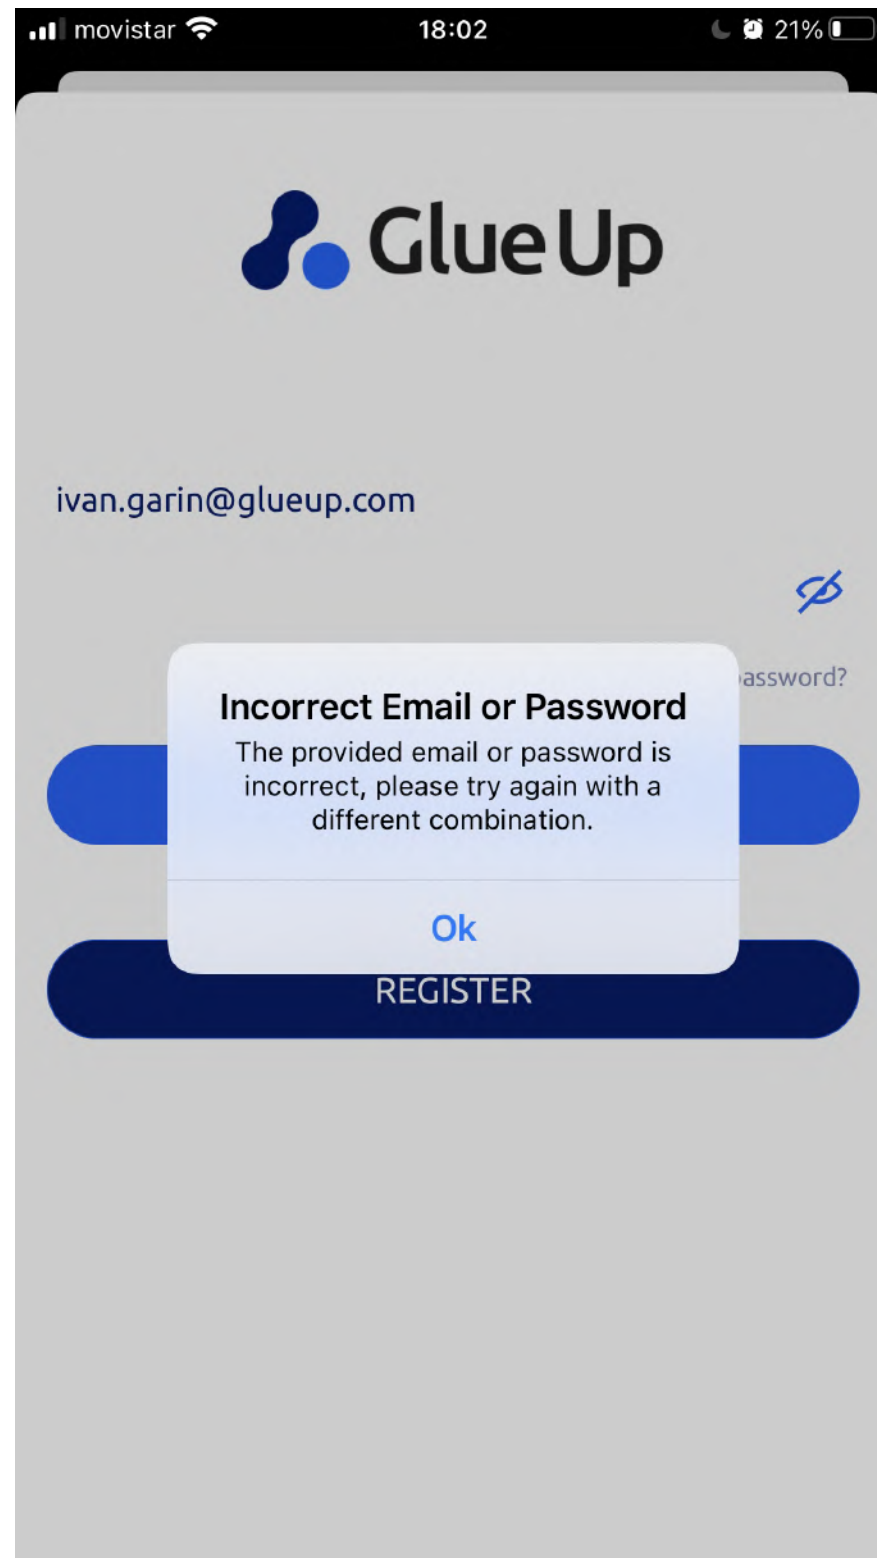 movistar 18:02 21%
Glue Up
ivan.garin@glueup.com
password?
Incorrect Email or Password
The provided email or password is
incorrect, please try again with a
different combination.
Ok
REGISTER